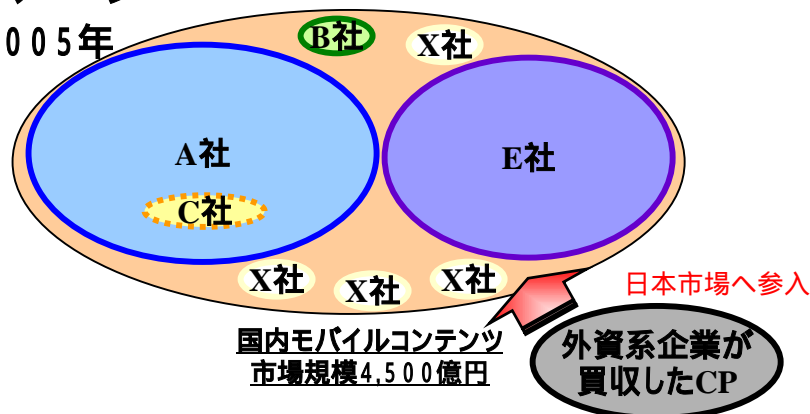 005年
B社
X社
A社
E社
C社
X社
X社
X社
日本市場へ参入
国内モバイルコンテンツ
市場規模4,500億円
外資系企業が
買収したCP